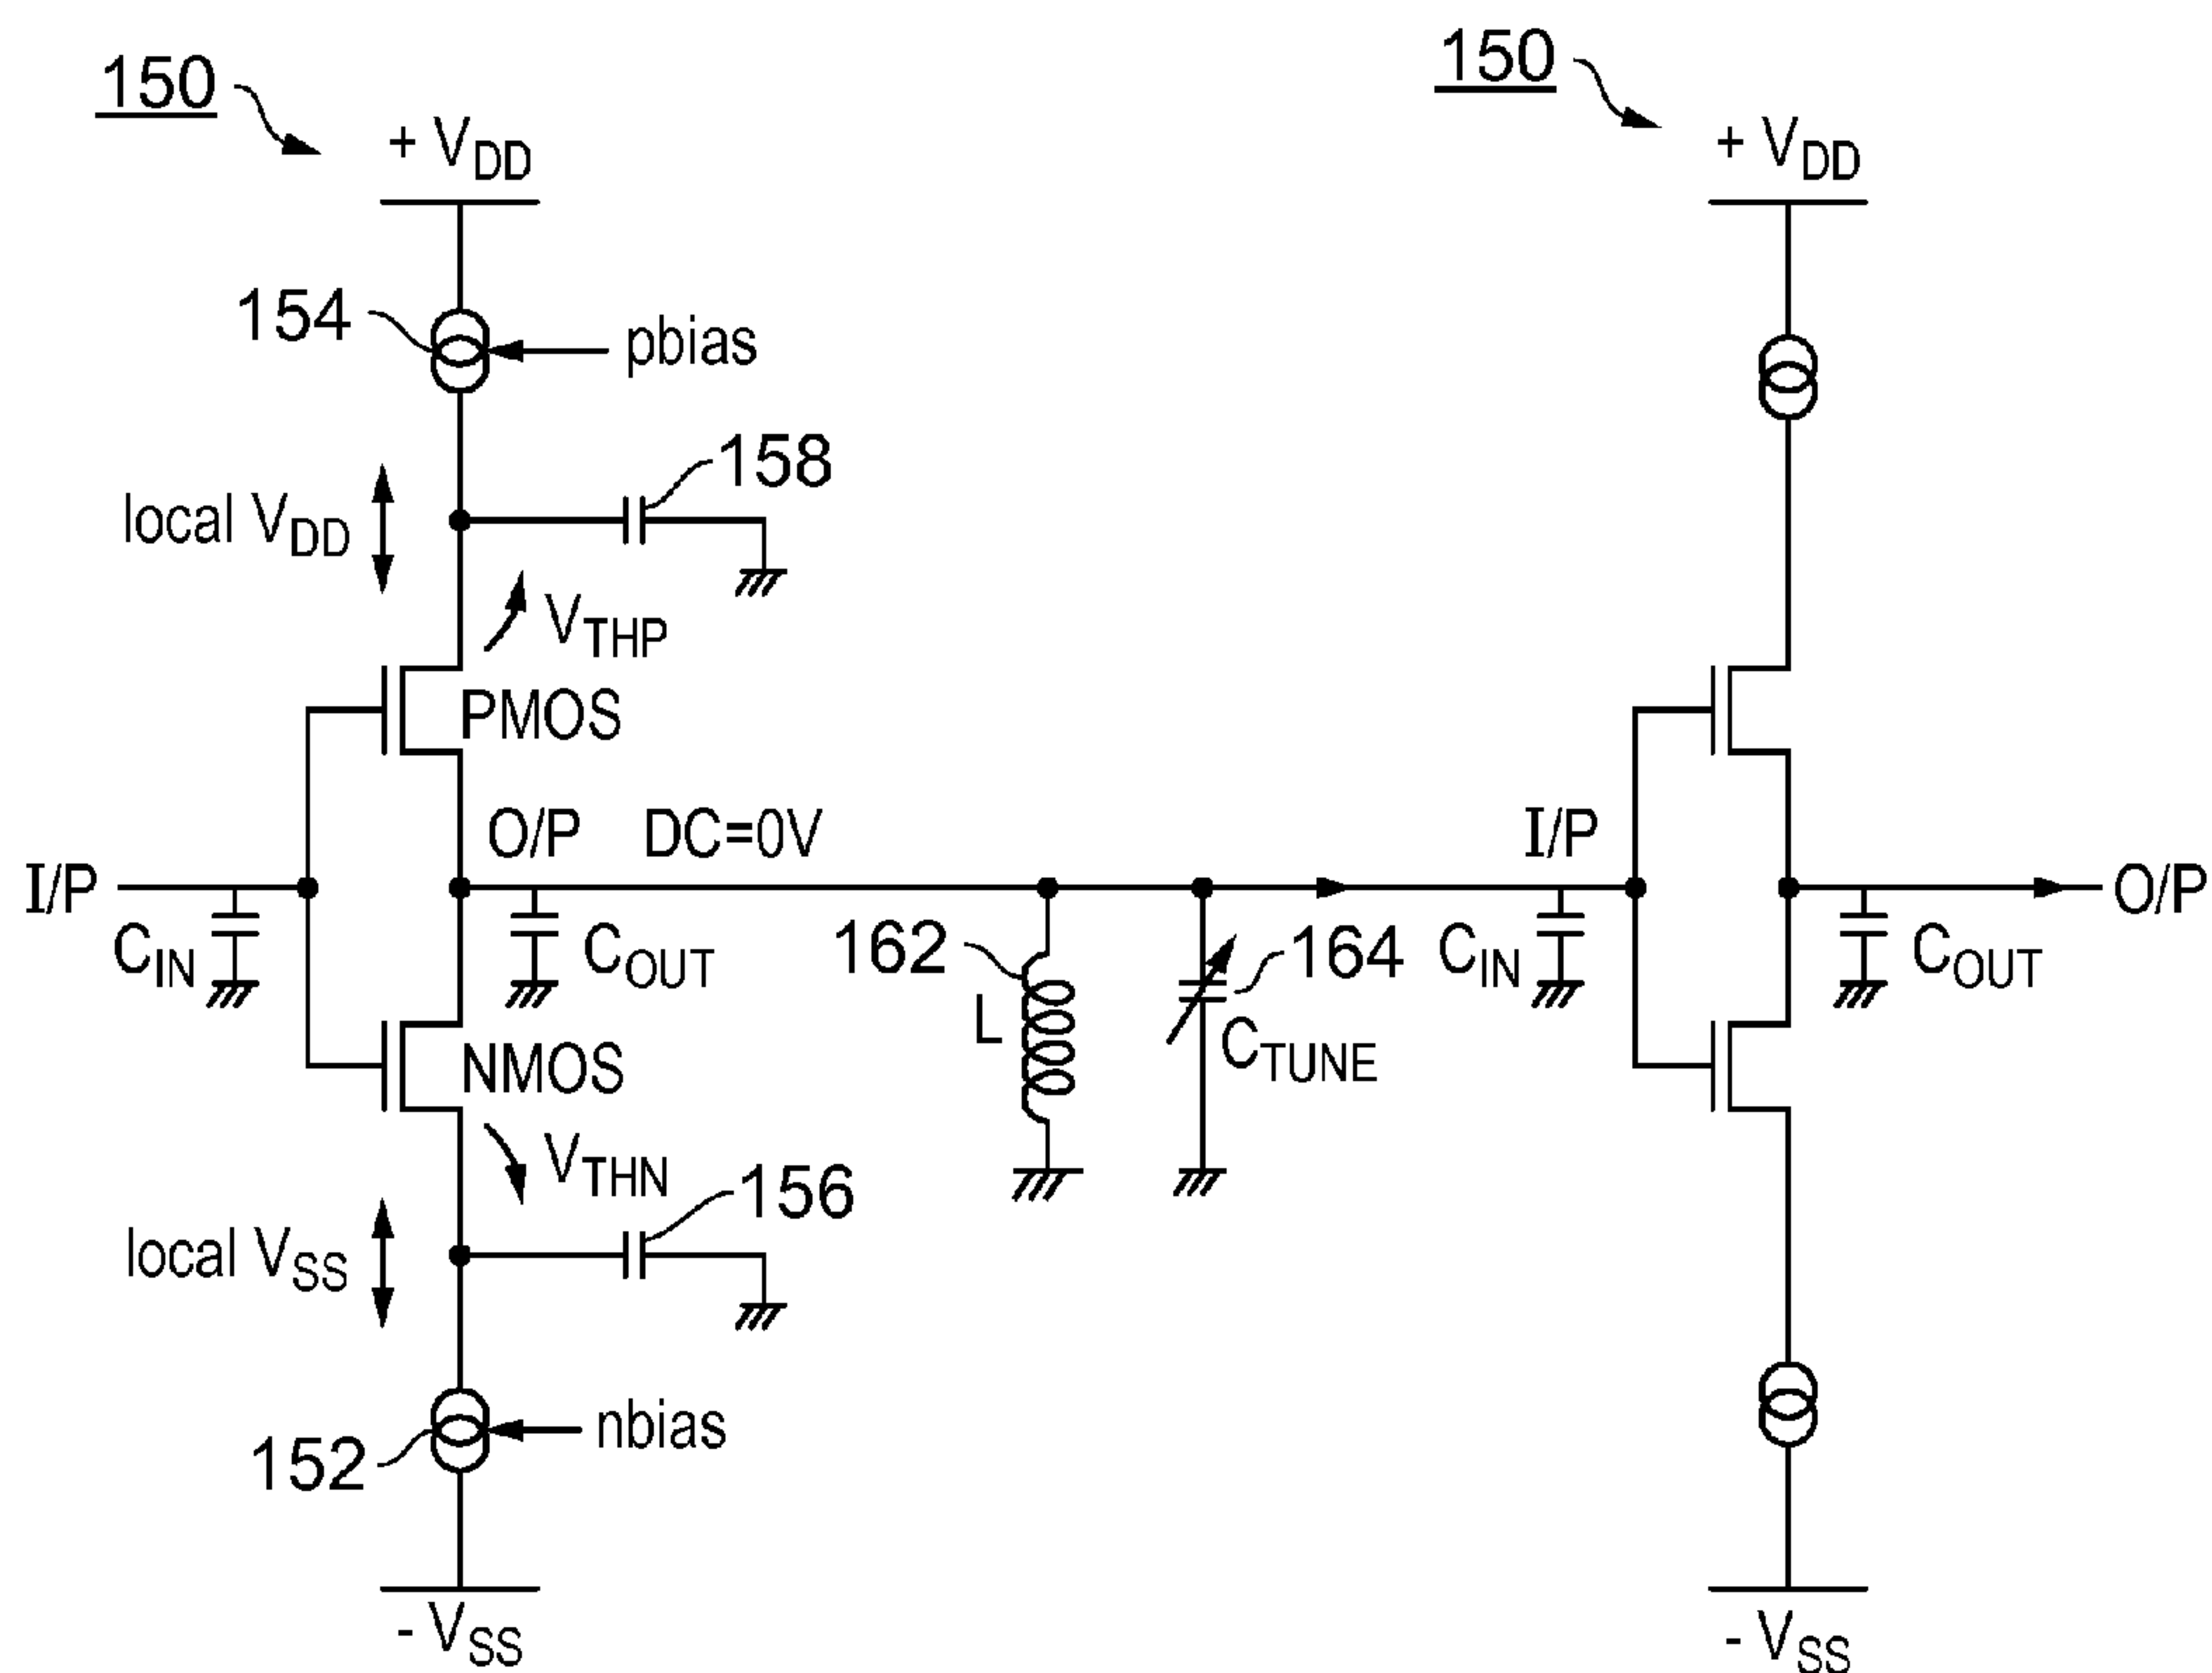 150
150
+ VDD
+ VDD
154
pbias
158
local VDD
VTHP
PMOS
O/P
DC=0V
I/P
I/P
O/P
CIN
COUT
162
164
CIN
COUT
L
CTUNE
NMOS
VTHN
156
local VSS
nbias
152
- VSS
- VSS